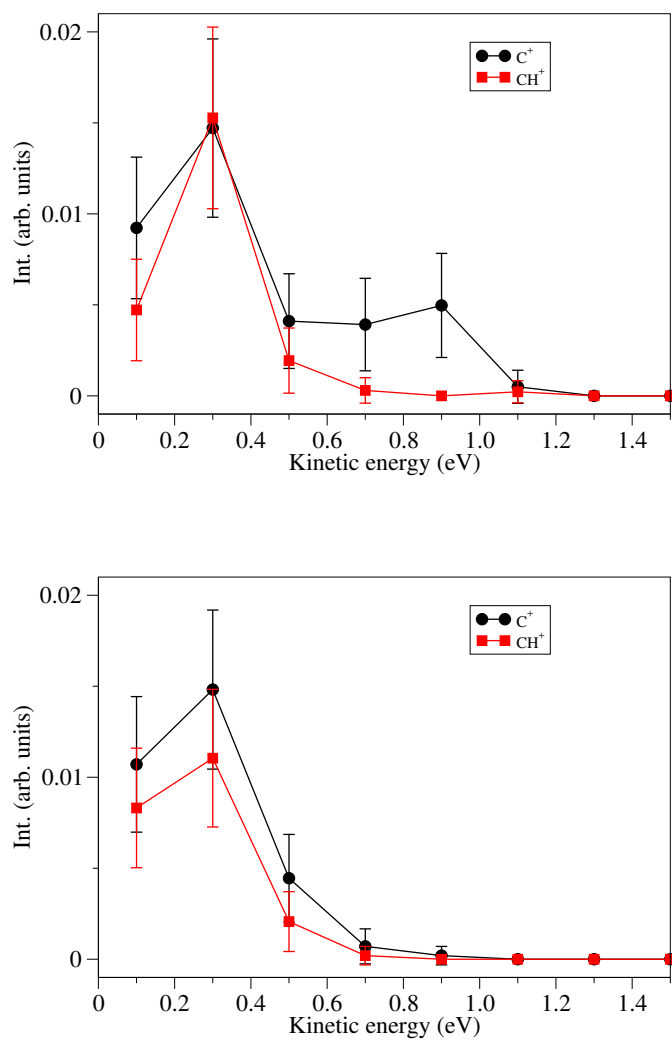 0.02
C+
CH+
Int. (arb. units)
0.01
0
0 0.2 0.4 0.6 0.8 1.0 1.2 1.4
Kinetic energy (eV)
0.02
C+
CH+
Int. (arb. units)
0.01
0
0 0.2 0.4 0.6 0.8 1.0 1.2 1.4
Kinetic energy (eV)